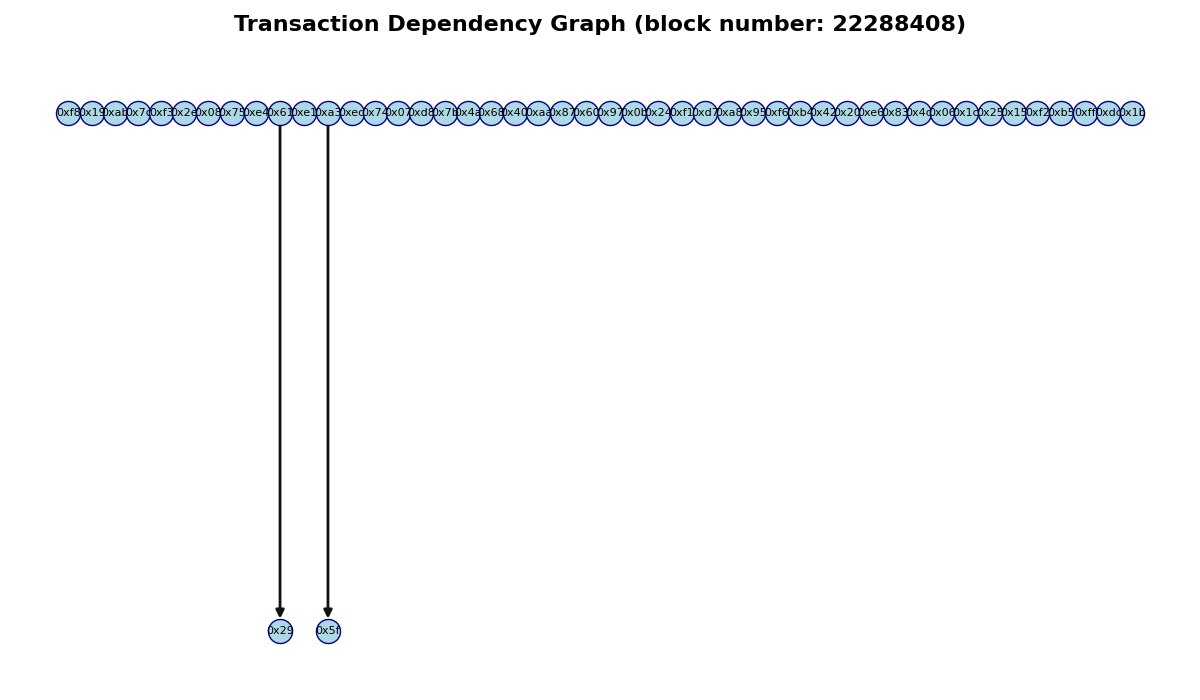 Transaction Dependency Graph (block number: 22288408)
0xf8 0x19 0xab 0x7c 0xf3 0x2e 0x08 0x75 0xe4 0x61 0xe1 0xa3 0xec 0x74 0x07 0xd8 0x7b 0x4a 0x68 0x40 0xaa 0x87 0x60 0x97 0x0b 0x24 0xf1 0xd7 0xa8 0x95 0xf6 0xb4 0x42 0x20 0xe6 0x83 0x4c 0x06 0x1c 0x25 0x15 0xf2 0xb5 0xff 0xdc 0x1b
0x29 0x5f